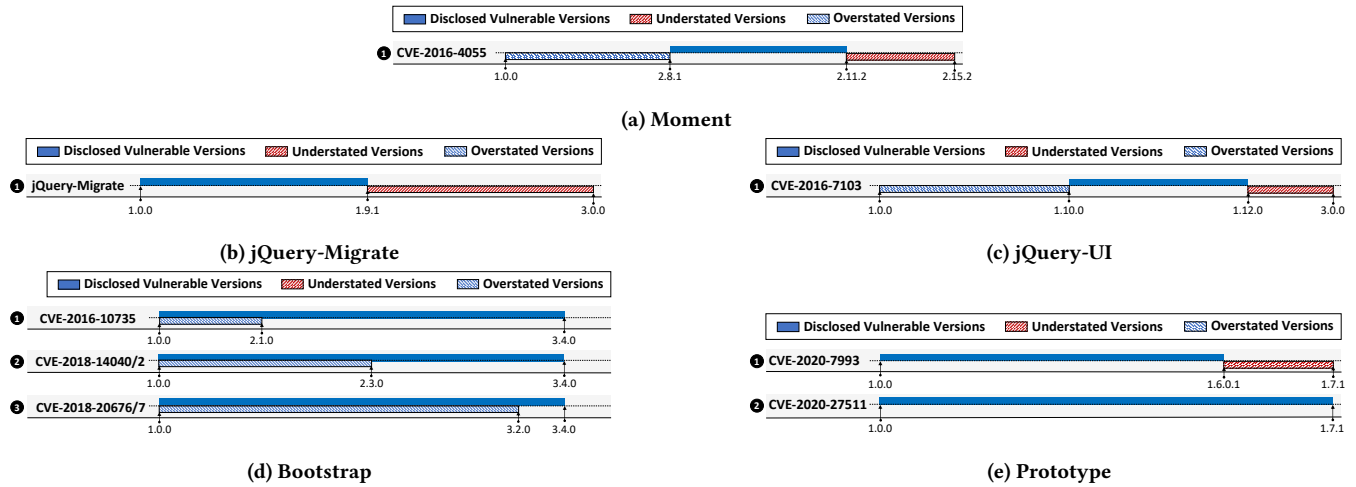 Disclosed Vulnerable Versions Understated Versions Overstated Versions
1 CVE-2016-4055
1.0.0 2.8.1 2.11.2 2.15.2
(a) Moment
Disclosed Vulnerable Versions Understated Versions Overstated Versions
1 jQuery-Migrate
1.0.0 1.9.1 3.0.0
(b) jQuery-Migrate
Disclosed Vulnerable Versions Understated Versions Overstated Versions
1 CVE-2016-7103
1.0.0 1.10.0 1.12.0 3.0.0
(c) jQuery-UI
Disclosed Vulnerable Versions Understated Versions Overstated Versions
1 CVE-2016-10735
1.0.0 2.1.0 3.4.0
2 CVE-2018-14040/2
1.0.0 2.3.0 3.4.0
3 CVE-2018-20676/7
1.0.0 3.2.0 3.4.0
(d) Bootstrap
Disclosed Vulnerable Versions Understated Versions Overstated Versions
1 CVE-2020-7993
1.0.0 1.6.0.1 1.7.1
2 CVE-2020-27511
1.0.0 1.7.1
(e) Prototype